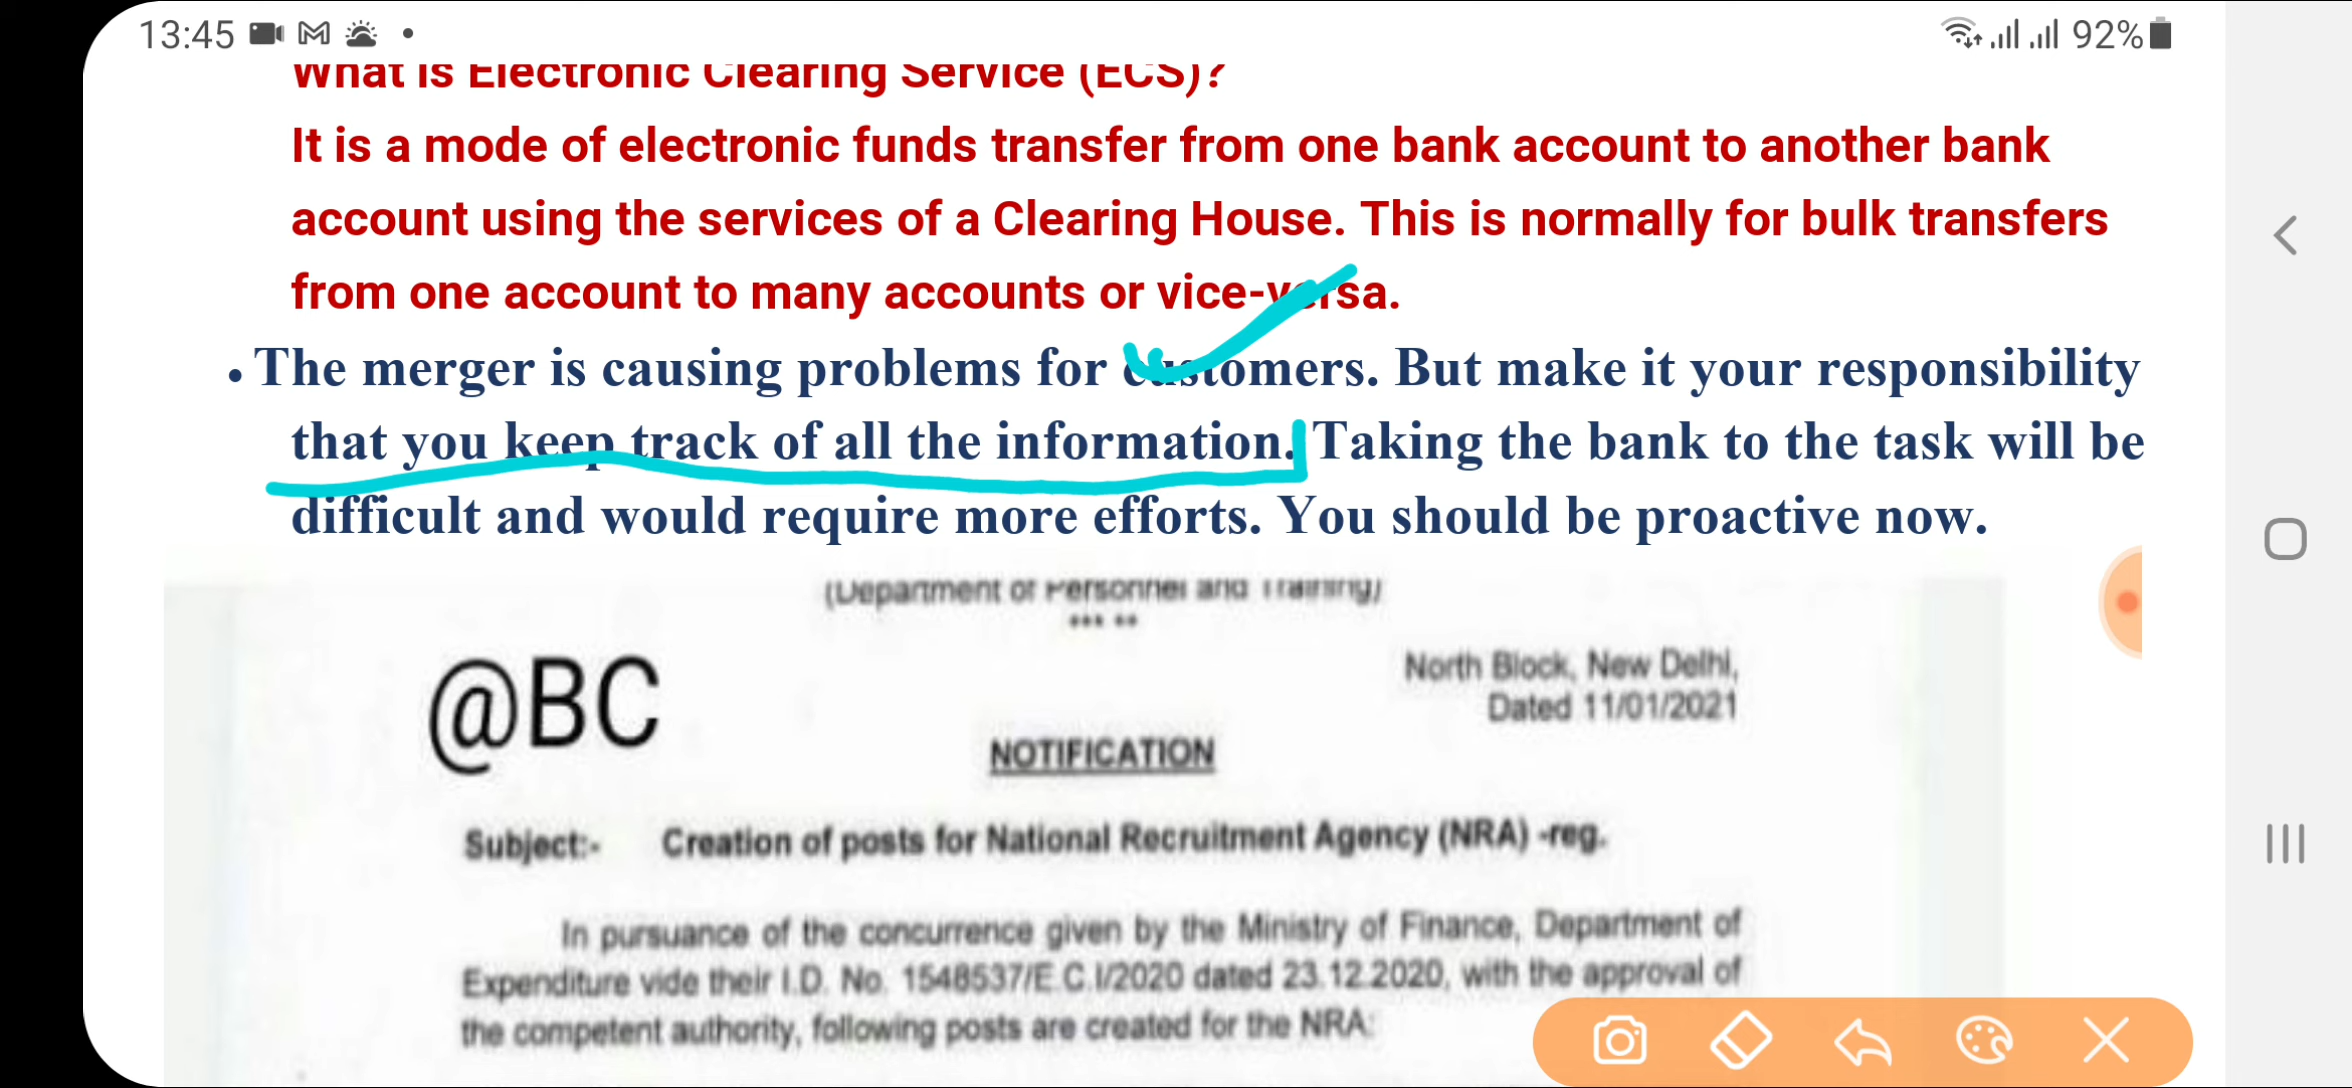 13:45
92%
What is Electronic Clearing Service (ECS)?
It is a mode of electronic funds transfer from one bank account to another bank
account using the services of a Clearing House. This is normally for bulk transfers
from one account to many accounts or vice-versa.
• The merger is causing problems for customers. But make it your responsibility
that you keep track of all the information. Taking the bank to the task will be
difficult and would require more efforts. You should be proactive now.
(Department of Personnel and Training)
*** **
@BC
North Block, New Delhi,
Dated 11/01/2021
NOTIFICATION
Subject:- Creation of posts for National Recruitment Agency (NRA) -reg.
In pursuance of the concurrence given by the Ministry of Finance, Department of
Expenditure vide their I.D. No. 1548537/E.C.I/2020 dated 23.12.2020, with the approval of
the competent authority, following posts are created for the NRA: